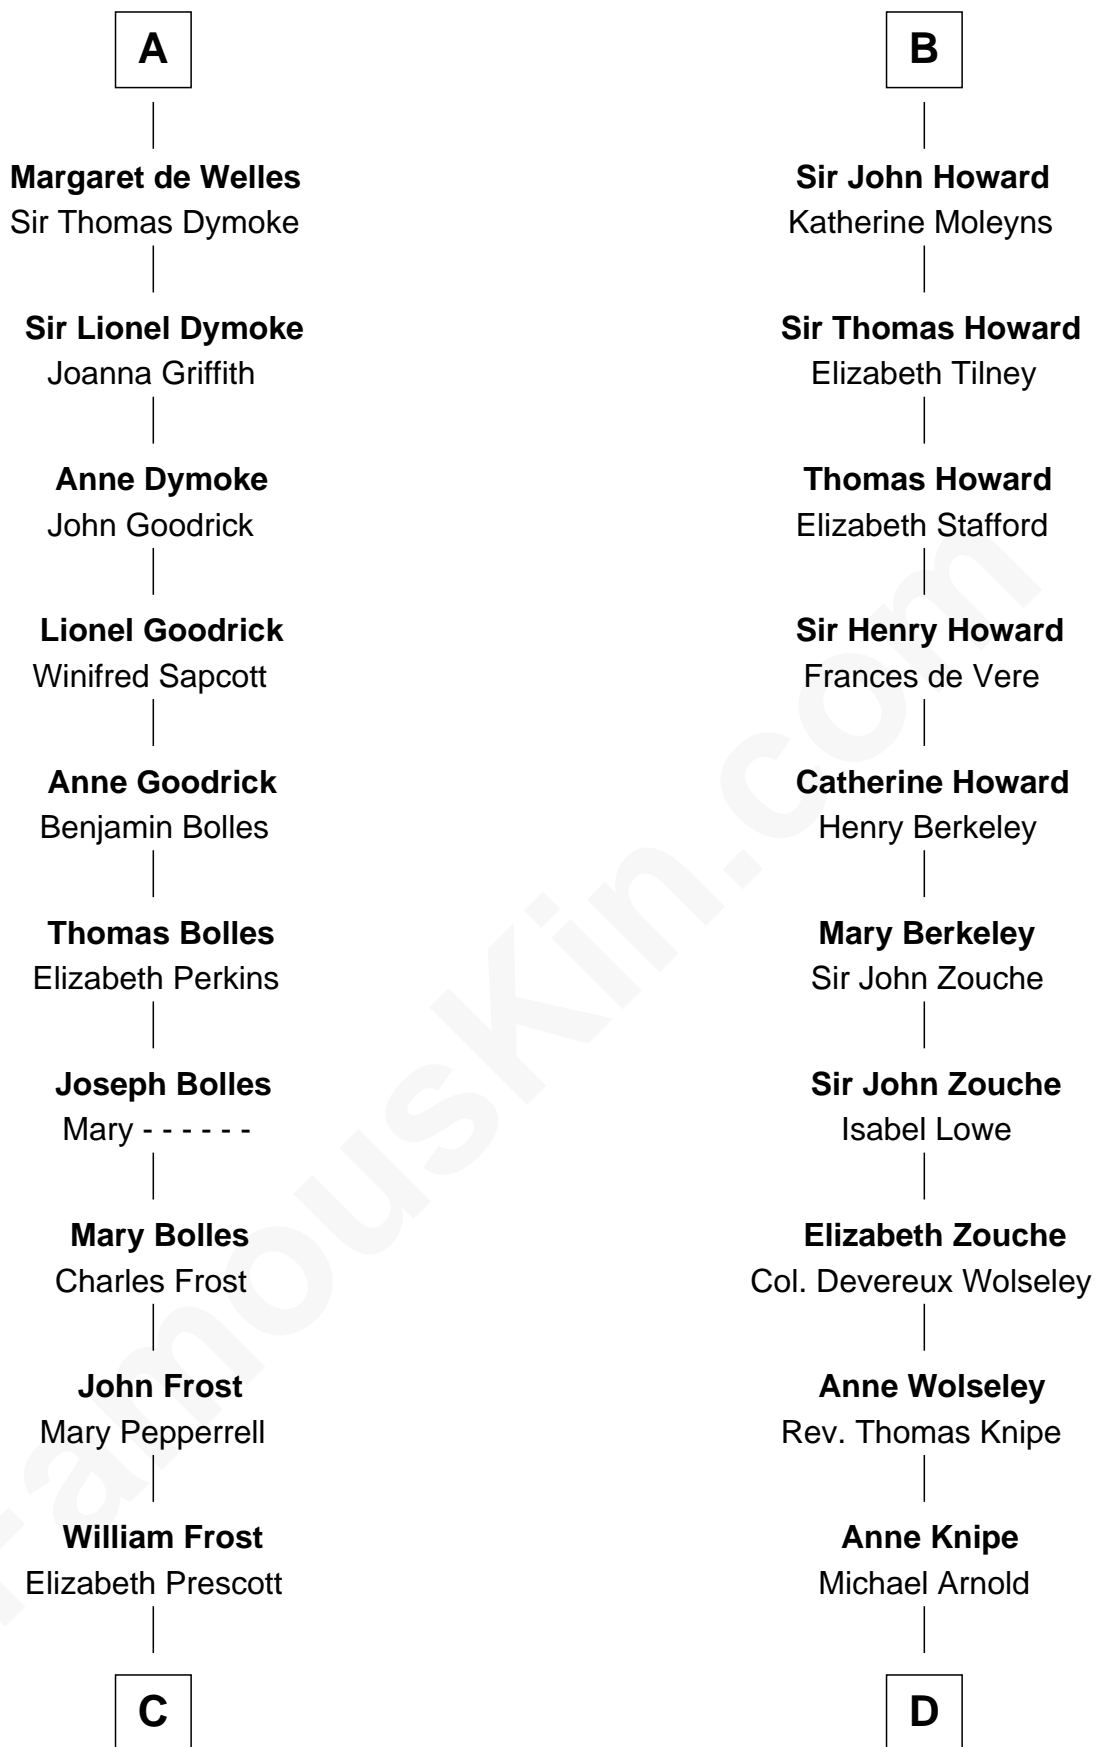 A
Margaret de Welles
Sir Thomas Dymoke
Sir Lionel Dymoke
Joanna Griffith
Anne Dymoke
John Goodrick
Lionel Goodrick
Winifred Sapcott
Anne Goodrick
Benjamin Bolles
Thomas Bolles
Elizabeth Perkins
Joseph Bolles
Mary - - - - - -
Mary Bolles
Charles Frost
John Frost
Mary Pepperrell
William Frost
Elizabeth Prescott
C
B
Sir John Howard
Katherine Moleyns
Sir Thomas Howard
Elizabeth Tilney
Thomas Howard
Elizabeth Stafford
Sir Henry Howard
Frances de Vere
Catherine Howard
Henry Berkeley
Mary Berkeley
Sir John Zouche
Sir John Zouche
Isabel Lowe
Elizabeth Zouche
Col. Devereux Wolseley
Anne Wolseley
Rev. Thomas Knipe
Anne Knipe
Michael Arnold
D
FamousKin.com